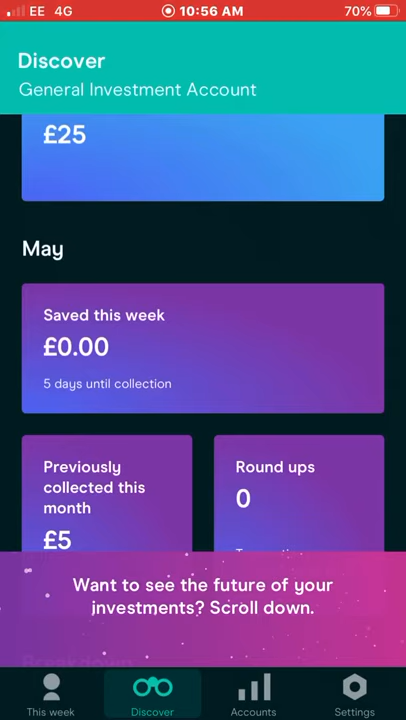 EE 4G 10:56 AM 70%
Discover
General Investment Account
£25
May
Saved this week
£0.00
5 days until collection
Previously
collected this
month
£5
Round ups
0
Want to see the future of your
investments? Scroll down.
Breakdown
This week Discover Accounts Settings